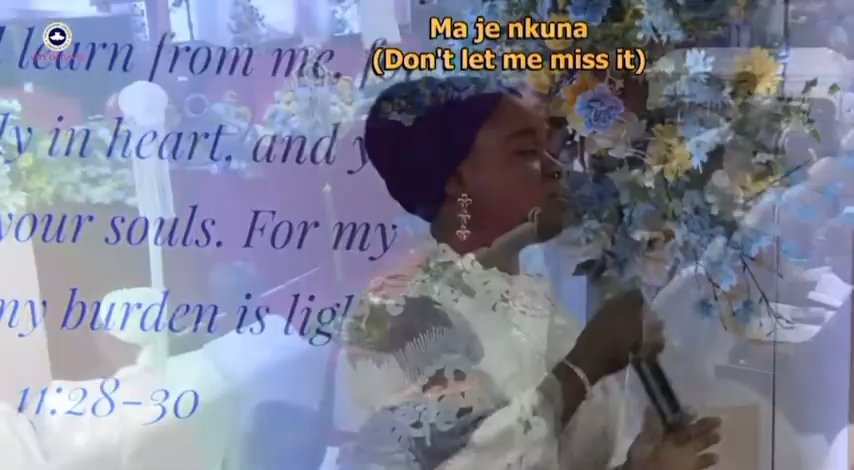 Ma je nkuna
(Don't let me miss it)
learn from me, f
ly in heart, and y
your souls. For my
my burden is ligh
11:28-30